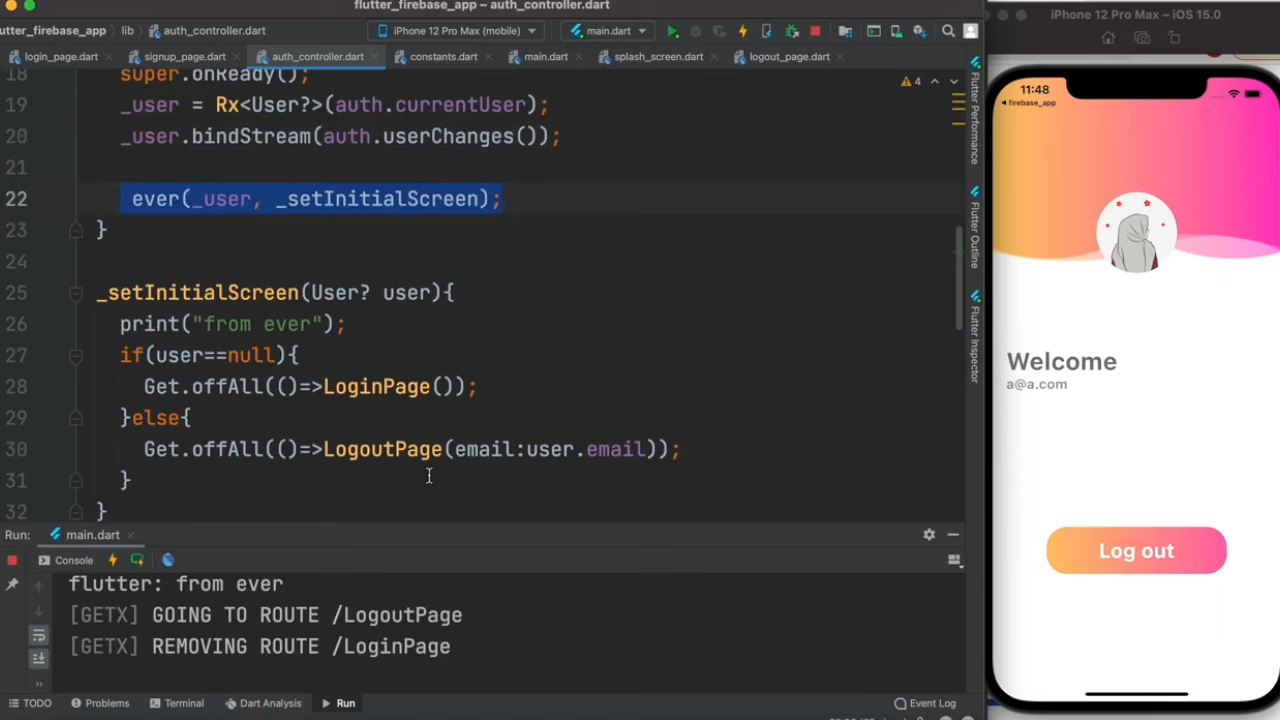 flutter_firebase_app – auth_controller.dart
flutter_firebase_app lib auth_controller.dart iPhone 12 Pro Max (mobile) main.dart
login_page.dart signup_page.dart auth_controller.dart constants.dart main.dart splash_screen.dart logout_page.dart
18 super.onReady();
4
19 _user = Rx<User?>(auth.currentUser);
20 _user.bindStream(auth.userChanges());
21
22 ever(_user, _setInitialScreen);
23 }
24
25 _setInitialScreen(User? user){
26 print("from ever");
27 if(user==null){
28 Get.offAll(()=>LoginPage());
29 }else{
30 Get.offAll(()=>LogoutPage(email:user.email));
31 }
32 }
Flutter Performance
Flutter Outline
Flutter Inspector
Run: main.dart
Console
flutter: from ever
[GETX] GOING TO ROUTE /LogoutPage
[GETX] REMOVING ROUTE /LoginPage
TODO Problems Terminal Dart Analysis Run Event Log
iPhone 12 Pro Max – iOS 15.0
11:48
firebase_app
Welcome
a@a.com
Log out